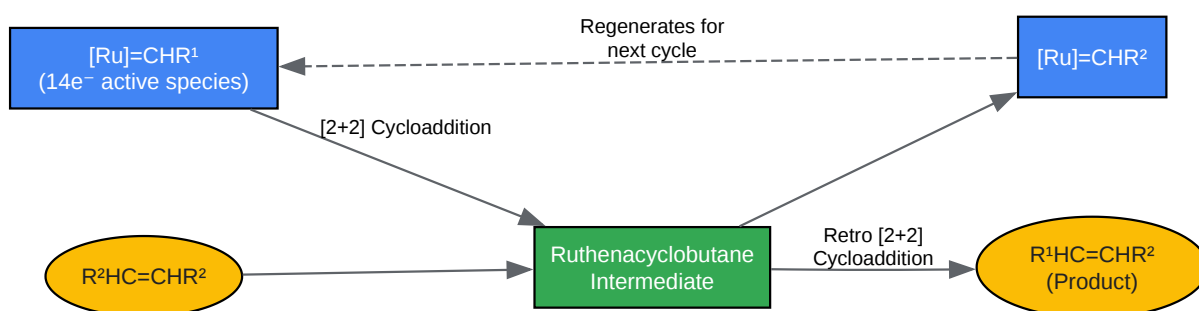 Regenerates for
next cycle
[Ru]=CHR¹
(14e⁻ active species)
[Ru]=CHR²
[2+2] Cycloaddition
R²HC=CHR²
Ruthenacyclobutane
Intermediate
Retro [2+2]
Cycloaddition
R¹HC=CHR²
(Product)